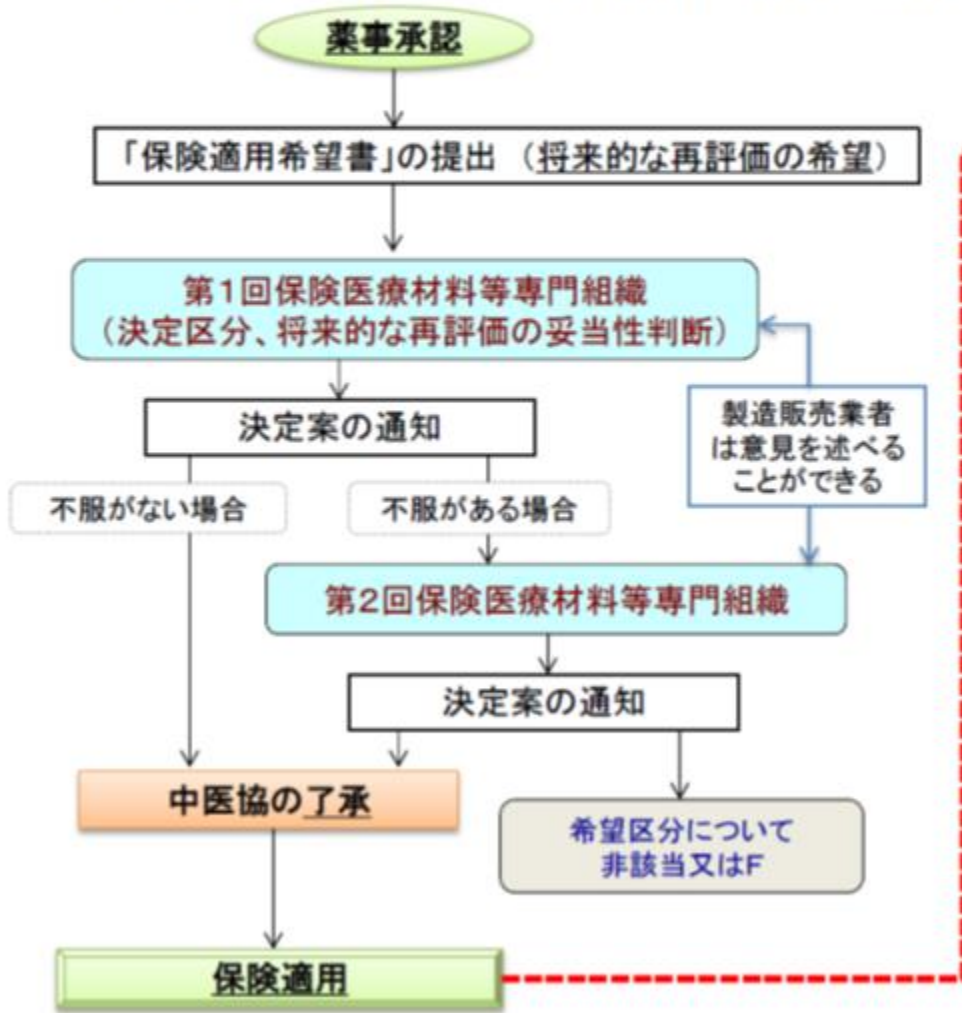 薬事承認
「保険適用希望書」の提出 （将来的な再評価の希望）
第1回保険医療材料等専門組織
（決定区分、将来的な再評価の妥当性判断）
決定案の通知
製造販売業者
は意見を述べる
ことができる
不服がない場合
不服がある場合
第2回保険医療材料等専門組織
決定案の通知
中医協の了承
希望区分について
非該当又はF
保険適用